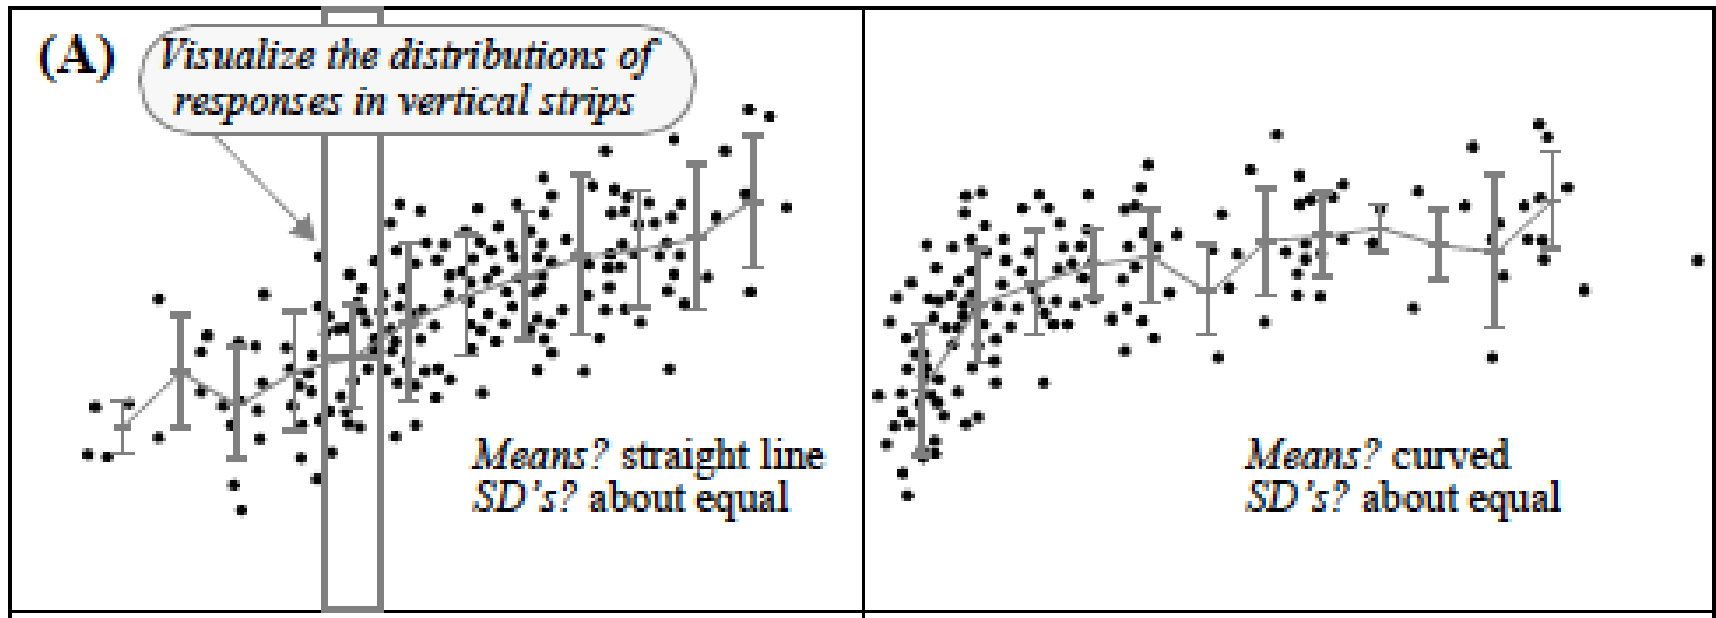 (A)
Visualize the distributions of
responses in vertical strips
Means? straight line
SD's? about equal
Means? curved
SD's? about equal